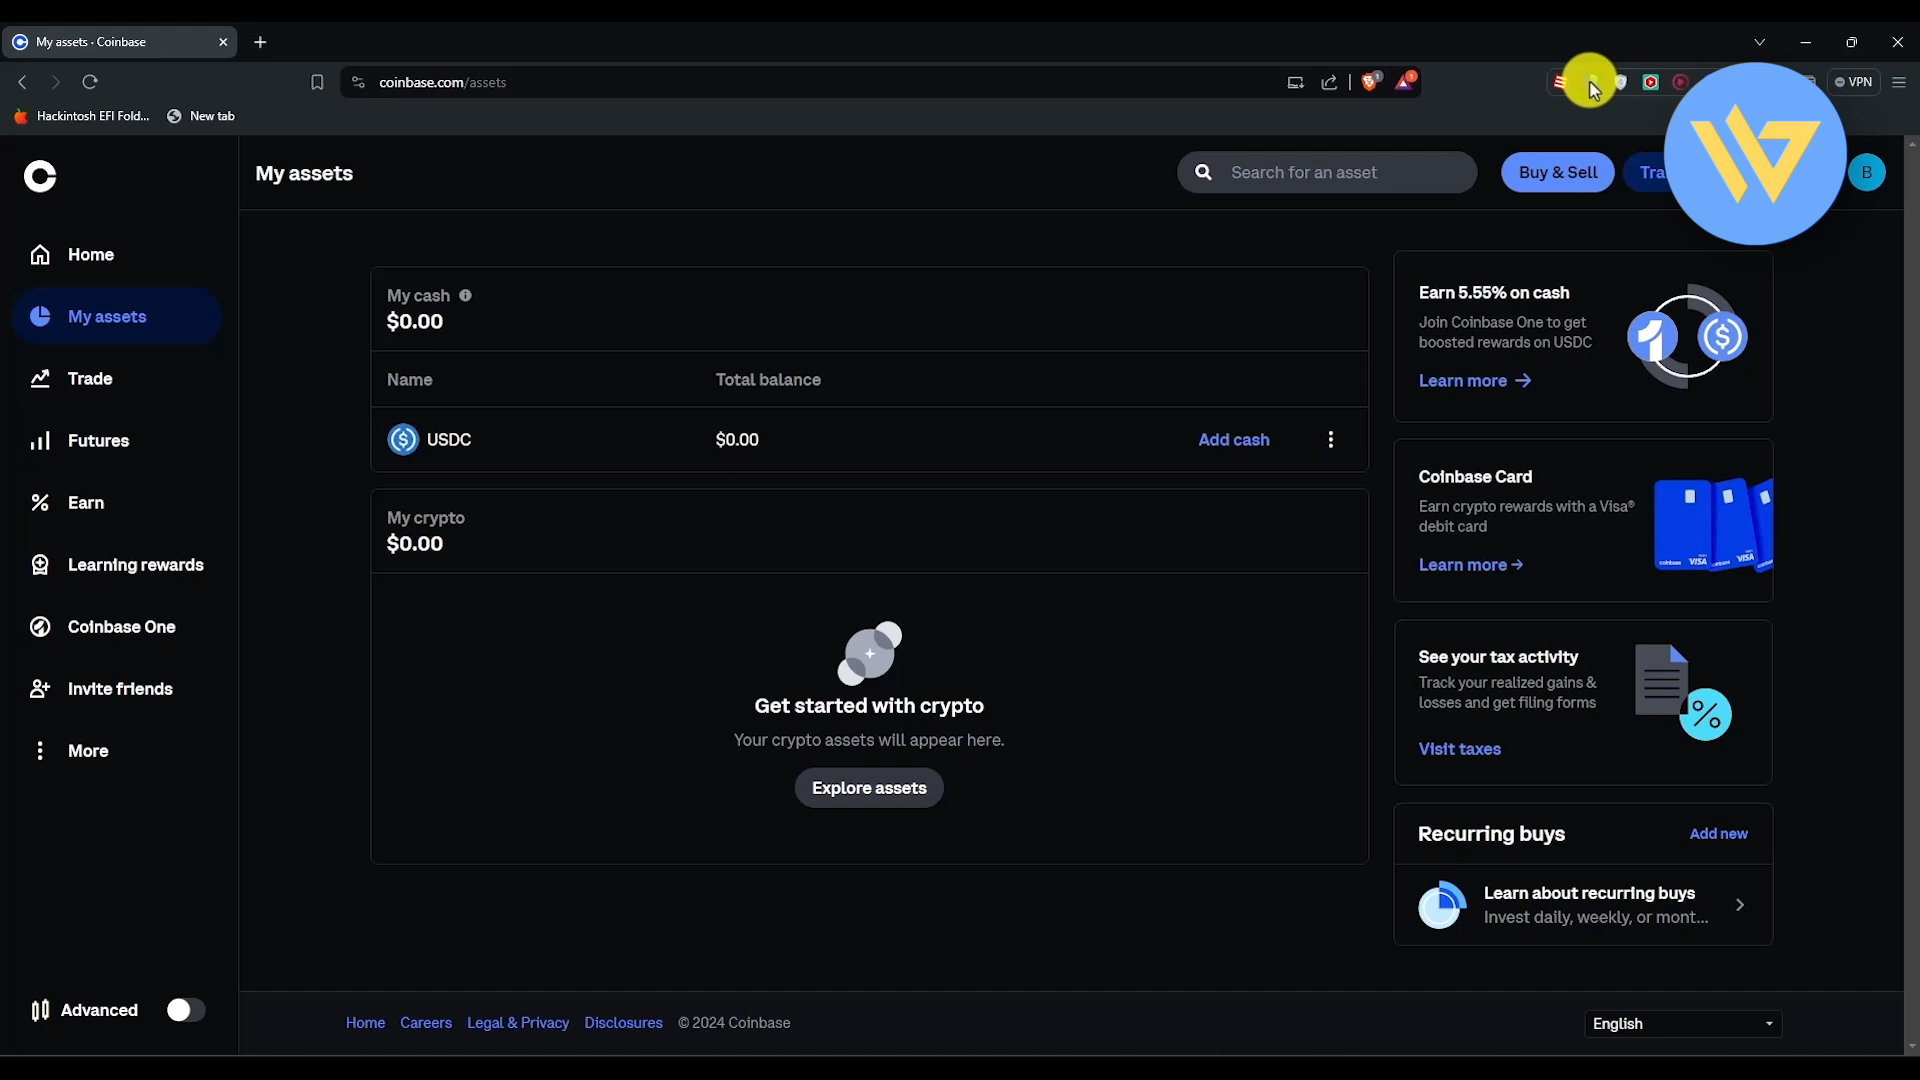 My assets · Coinbase
coinbase.com/assets
1
1
VPN
Hackintosh EFI Fold...
New tab
My assets
Search for an asset
Buy & Sell
B
Home
My assets
Trade
Futures
Earn
Learning rewards
Coinbase One
Invite friends
More
Advanced
My cash
$0.00
Name
Total balance
USDC
$0.00
Add cash
My crypto
$0.00
Get started with crypto
Your crypto assets will appear here.
Explore assets
Earn 5.55% on cash
Join Coinbase One to get
boosted rewards on USDC
Learn more →
Coinbase Card
Earn crypto rewards with a Visa®
debit card
Learn more →
coinbase VISA
VISA
See your tax activity
Track your realized gains &
losses and get filing forms
Visit taxes
Recurring buys
Add new
Learn about recurring buys
Invest daily, weekly, or mont...
Home
Careers
Legal & Privacy
Disclosures
© 2024 Coinbase
English